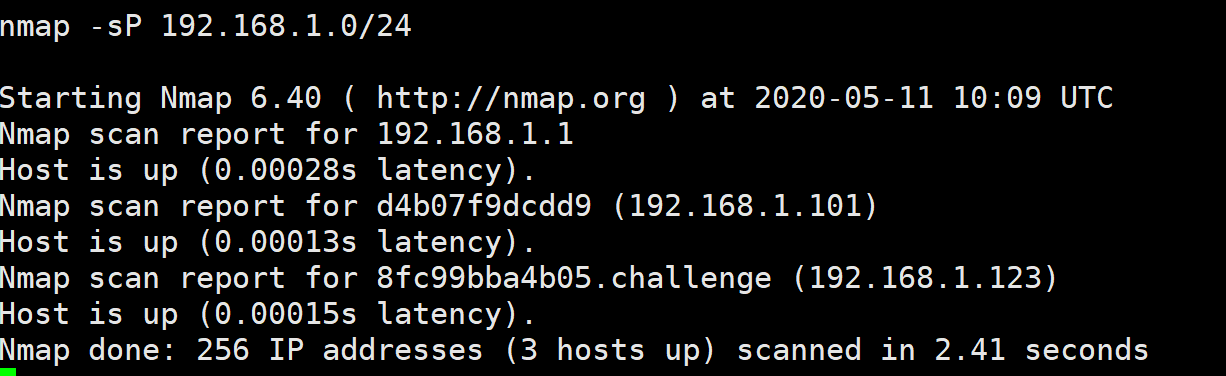 nmap -sP 192.168.1.0/24
Starting Nmap 6.40 ( http://nmap.org ) at 2020-05-11 10:09 UTC
Nmap scan report for 192.168.1.1
Host is up (0.00028s latency).
Nmap scan report for d4b07f9dcdd9 (192.168.1.101)
Host is up (0.00013s latency).
Nmap scan report for 8fc99bba4b05.challenge (192.168.1.123)
Host is up (0.00015s latency).
Nmap done: 256 IP addresses (3 hosts up) scanned in 2.41 seconds